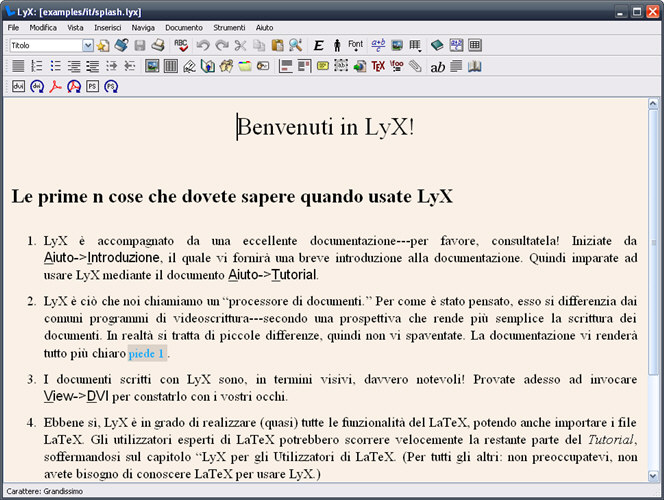 LyX: [examples/it/splash.lyx]
File Modifica Vista Inserisci Naviga Documento Strumenti Aiuto
Titolo
ABC E Font a+b c
TEX \foo ab
dvi dvi PS PS
Benvenuti in LyX!
Le prime n cose che dovete sapere quando usate LyX
1. LyX è accompagnato da una eccellente documentazione---per favore, consultatela! Iniziate da
Aiuto->Introduzione, il quale vi fornirà una breve introduzione alla documentazione. Quindi imparate ad
usare LyX mediante il documento Aiuto->Tutorial.
2. LyX è ciò che noi chiamiamo un “processore di documenti.” Per come è stato pensato, esso si differenzia dai
comuni programmi di videoscrittura---secondo una prospettiva che rende più semplice la scrittura dei
documenti. In realtà si tratta di piccole differenze, quindi non vi spaventate. La documentazione vi renderà
tutto più chiaro piede 1 .
3. I documenti scritti con LyX sono, in termini visivi, davvero notevoli! Provate adesso ad invocare
View->DVI per constatarlo con i vostri occhi.
4. Ebbene sì, LyX è in grado di realizzare (quasi) tutte le funzionalità del LaTeX, potendo anche importare i file
LaTeX. Gli utilizzatori esperti di LaTeX potrebbero scorrere velocemente la restante parte del Tutorial,
soffermandosi sul capitolo “LyX per gli Utilizzatori di LaTeX. (Per tutti gli altri: non preoccupatevi, non
avete bisogno di conoscere LaTeX per usare LyX.)
Carattere: Grandissimo